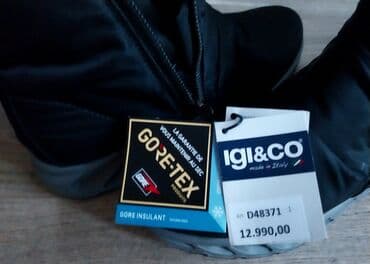 LA GARANTIE DE
VOUS MAINTENIR AU SEC
GORE-TEX
GORE
GORE INSULANT
IGI&CO
made in Italy
D48371
12.990,00